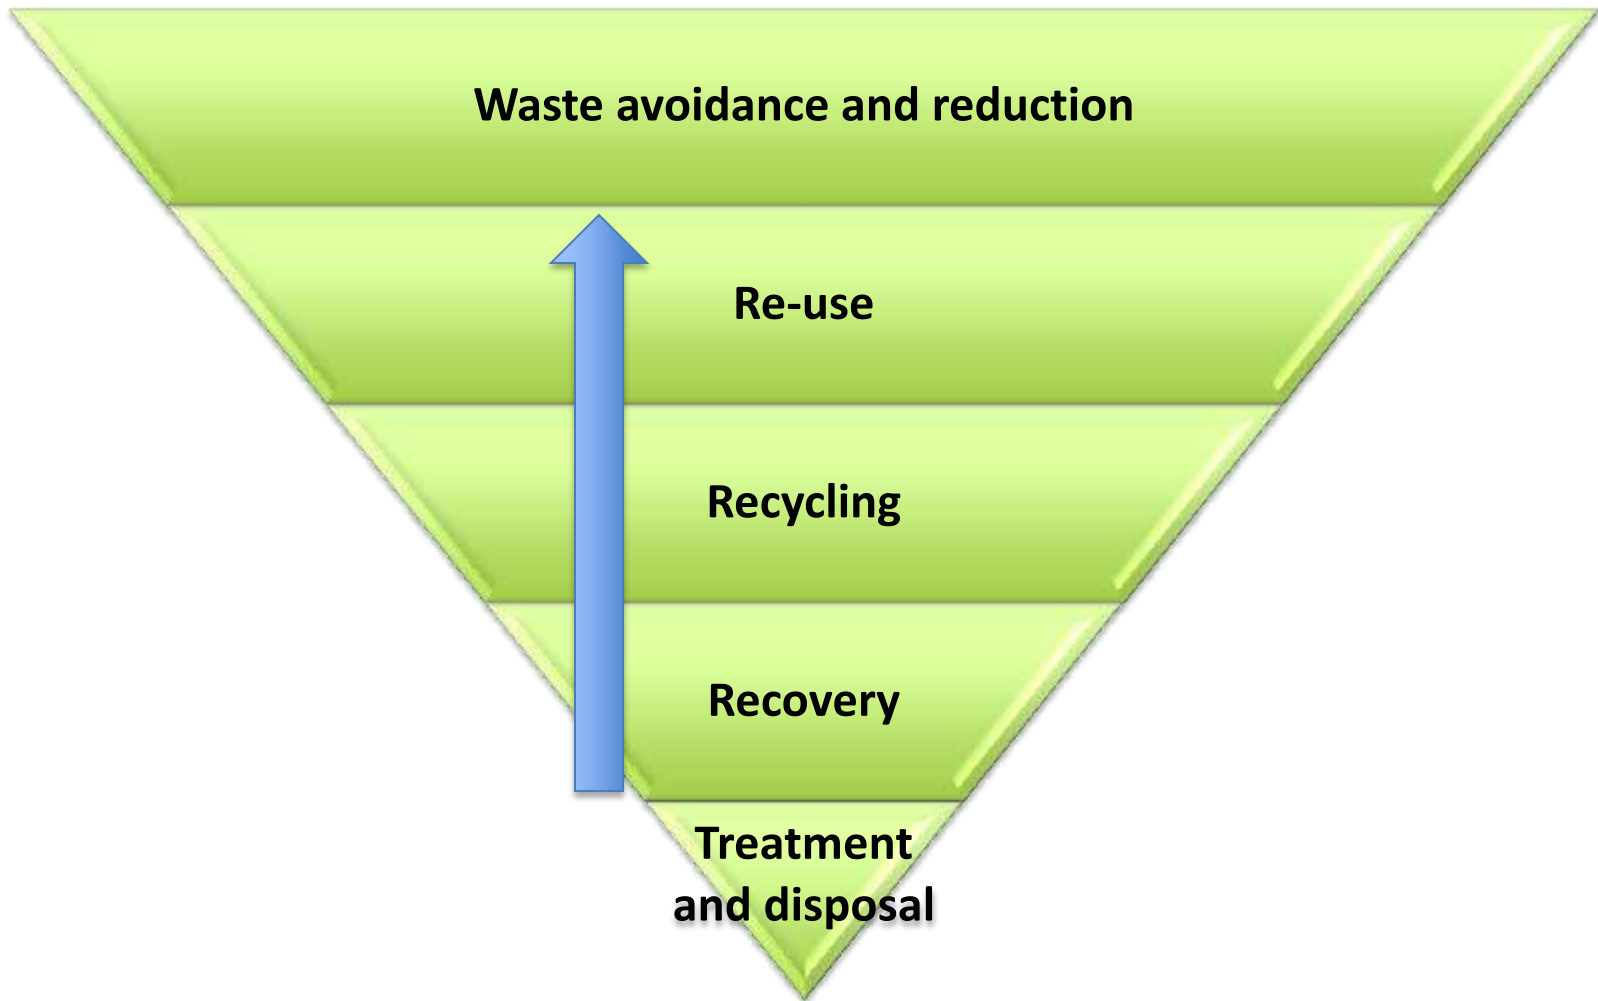 Waste avoidance and reduction
Re-use
Recycling
Recovery
Treatment
and disposal